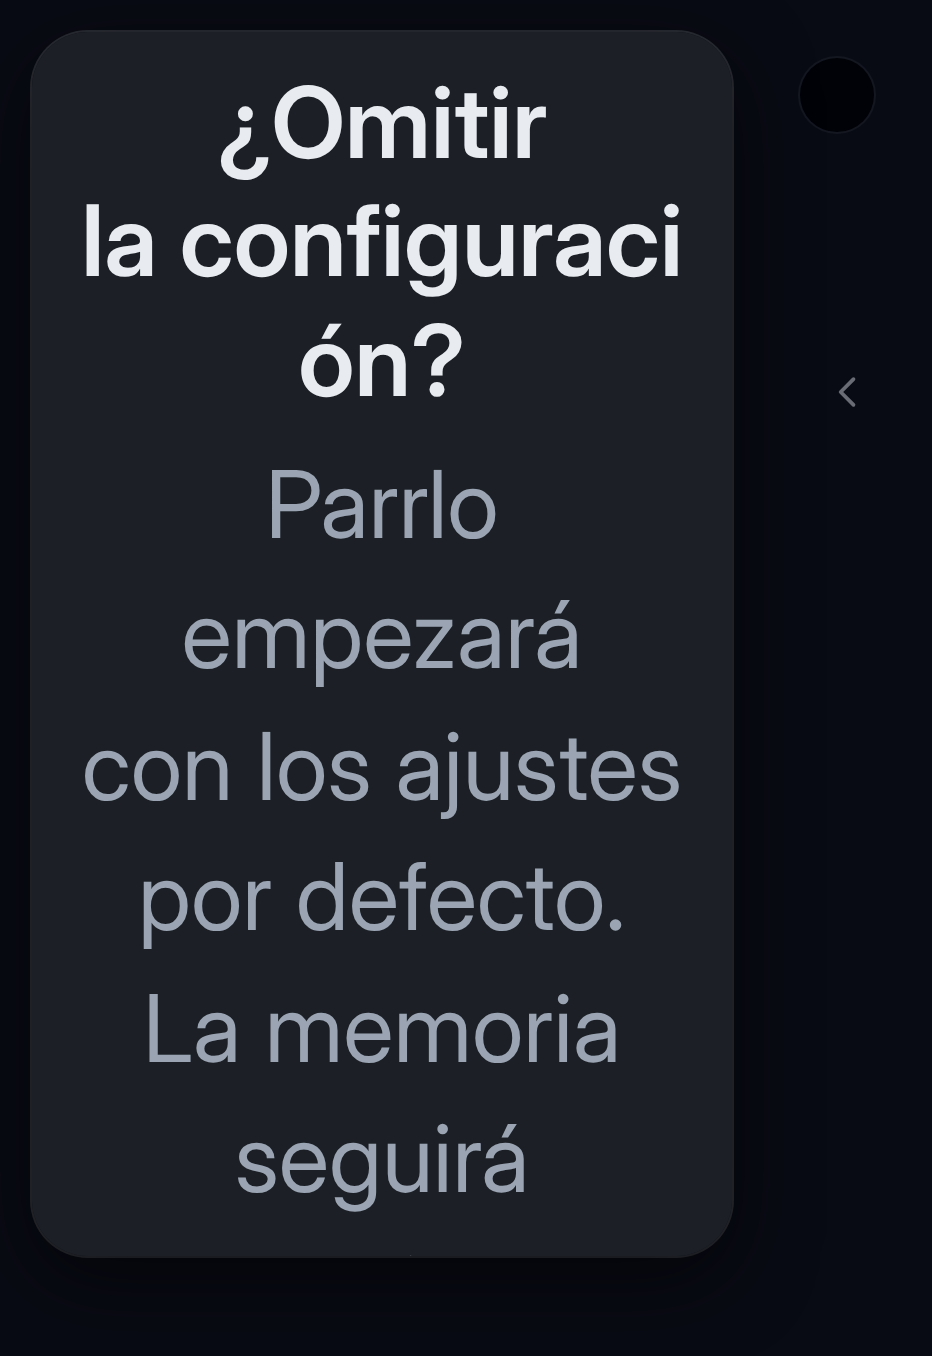 ¿Omitir
la configuraci
ón?
Parrlo
empezará
con los ajustes
por defecto.
La memoria
seguirá